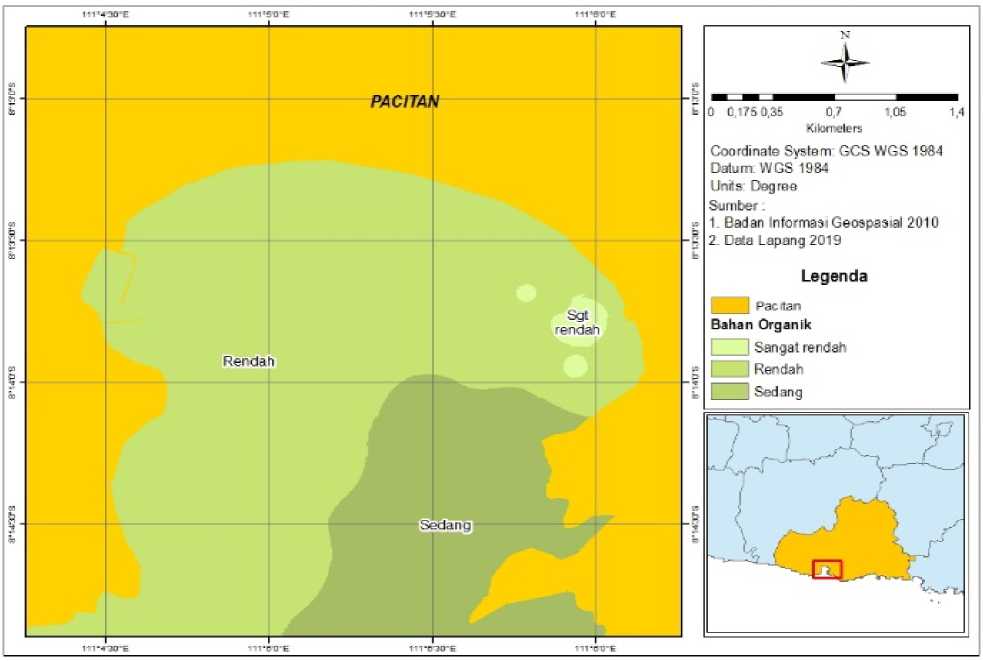 111°4'30"E 111°5'0"E 111°5'30"E 111°6'0"E
PACITAN
8°13'0"S 8°13'0"S
8°13'30"S 8°13'30"S
Sgt
rendah
Rendah
8°14'0"S 8°14'0"S
Sedang
8°14'30"S 8°14'30"S
111°4'30"E 111°5'0"E 111°5'30"E 111°6'0"E
N
0 0,175 0,35 0,7 1,05 1,4
Kilometers
Coordinate System: GCS WGS 1984
Datum: WGS 1984
Units: Degree
Sumber :
1. Badan Informasi Geospasial 2010
2. Data Lapang 2019
Legenda
Pacitan
Bahan Organik
Sangat rendah
Rendah
Sedang